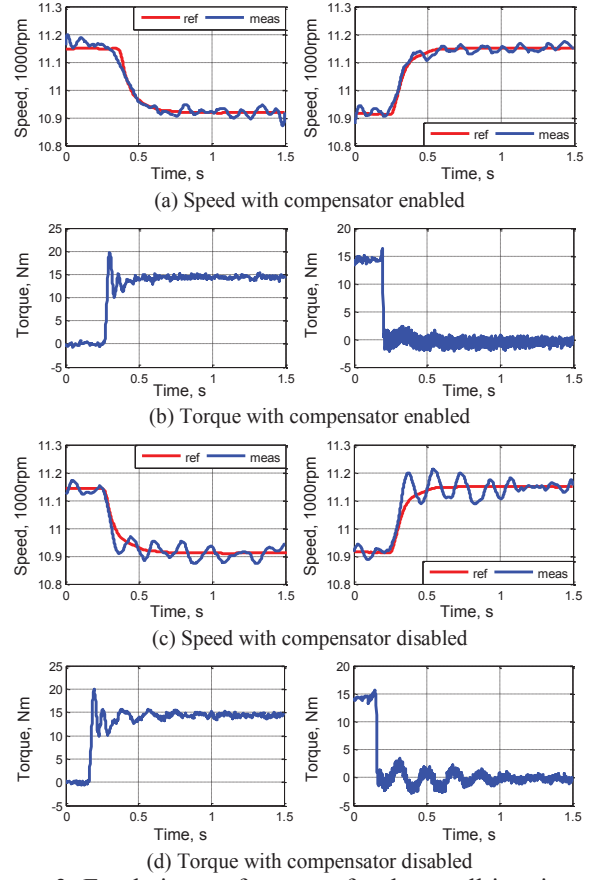 11.3
11.2
11.1
11
10.9
10.8
0 0.5 1 1.5
Speed, 1000rpm
Time, s
ref meas
11.3
11.2
11.1
11
10.9
10.8
0 0.5 1 1.5
Speed, 1000rpm
Time, s
ref meas
(a) Speed with compensator enabled
25
20
15
10
5
0
-5
0 0.5 1 1.5
Torque, Nm
Time, s
20
15
10
5
0
-5
0 0.5 1 1.5
Torque, Nm
Time, s
(b) Torque with compensator enabled
11.3
11.2
11.1
11
10.9
10.8
0 0.5 1 1.5
Speed, 1000rpm
Time, s
ref meas
11.3
11.2
11.1
11
10.9
10.8
0 0.5 1 1.5
Speed, 1000rpm
Time, s
ref meas
(c) Speed with compensator disabled
25
20
15
10
5
0
-5
0 0.5 1 1.5
Torque, Nm
Time, s
20
15
10
5
0
-5
0 0.5 1 1.5
Torque, Nm
Time, s
(d) Torque with compensator disabled